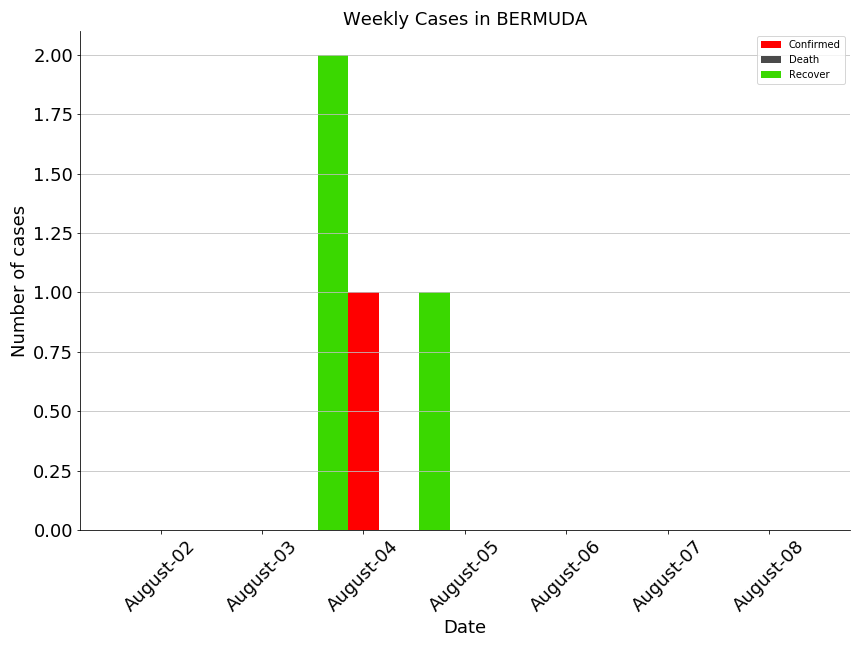 Weekly Cases in BERMUDA
Confirmed
Death
Recover
Number of cases
2.00
1.75
1.50
1.25
1.00
0.75
0.50
0.25
0.00
August-02
August-03
August-04
August-05
August-06
August-07
August-08
Date